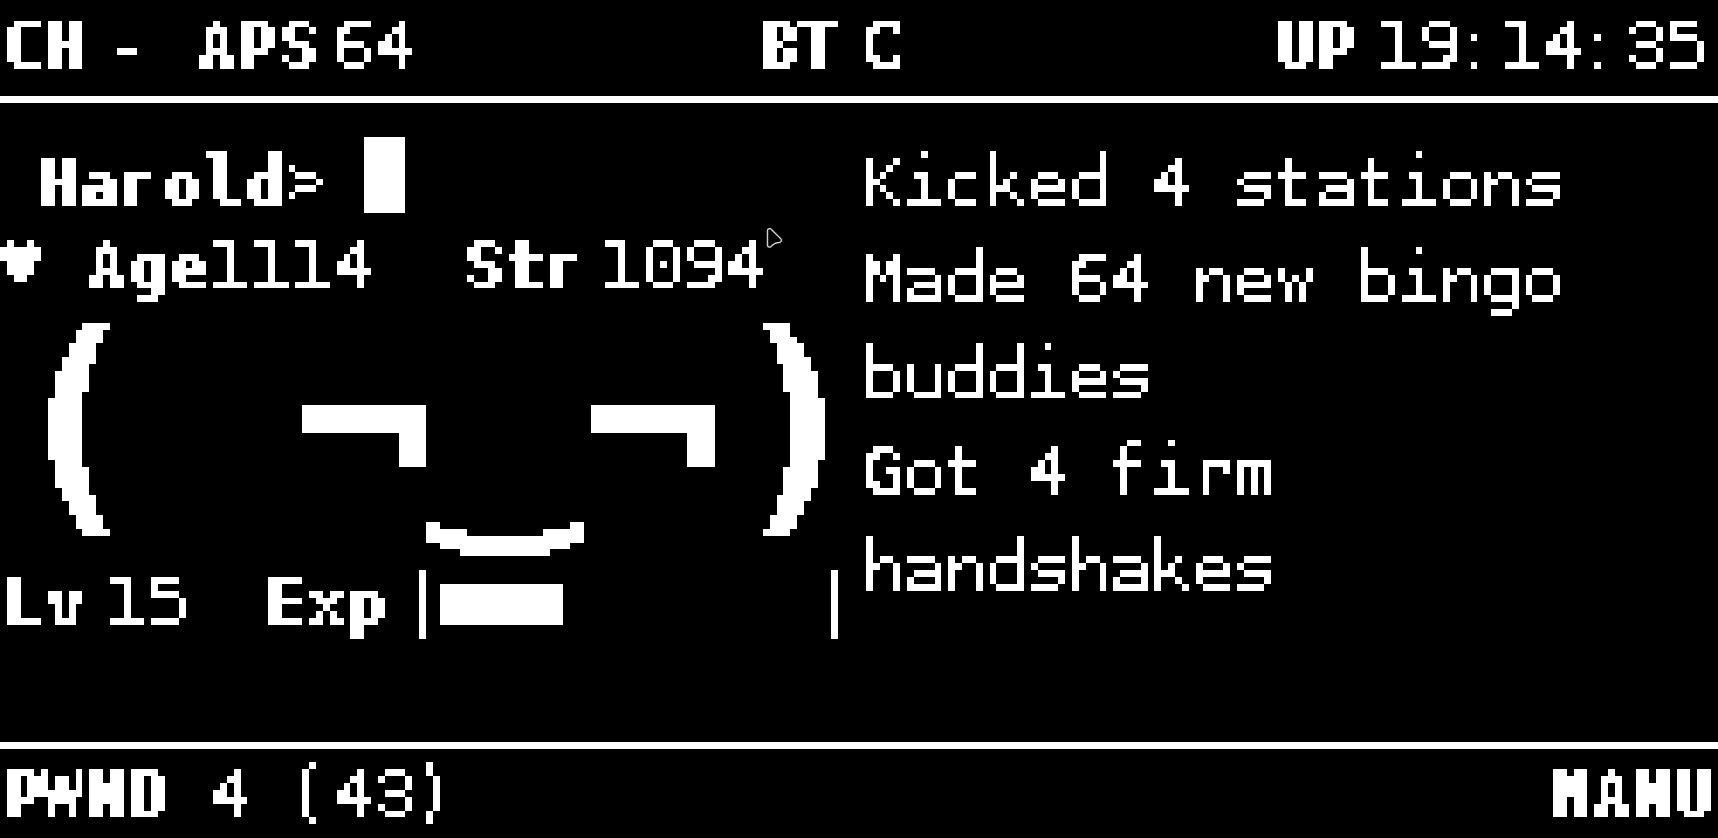 CH - APS 64 BT C UP 19:14:35
Harold>
♥ Age 1114 Str 1094
(¬‿¬)
Lv 15 Exp
Kicked 4 stations
Made 64 new bingo
buddies
Got 4 firm
handshakes
PWND 4 (43) MANU